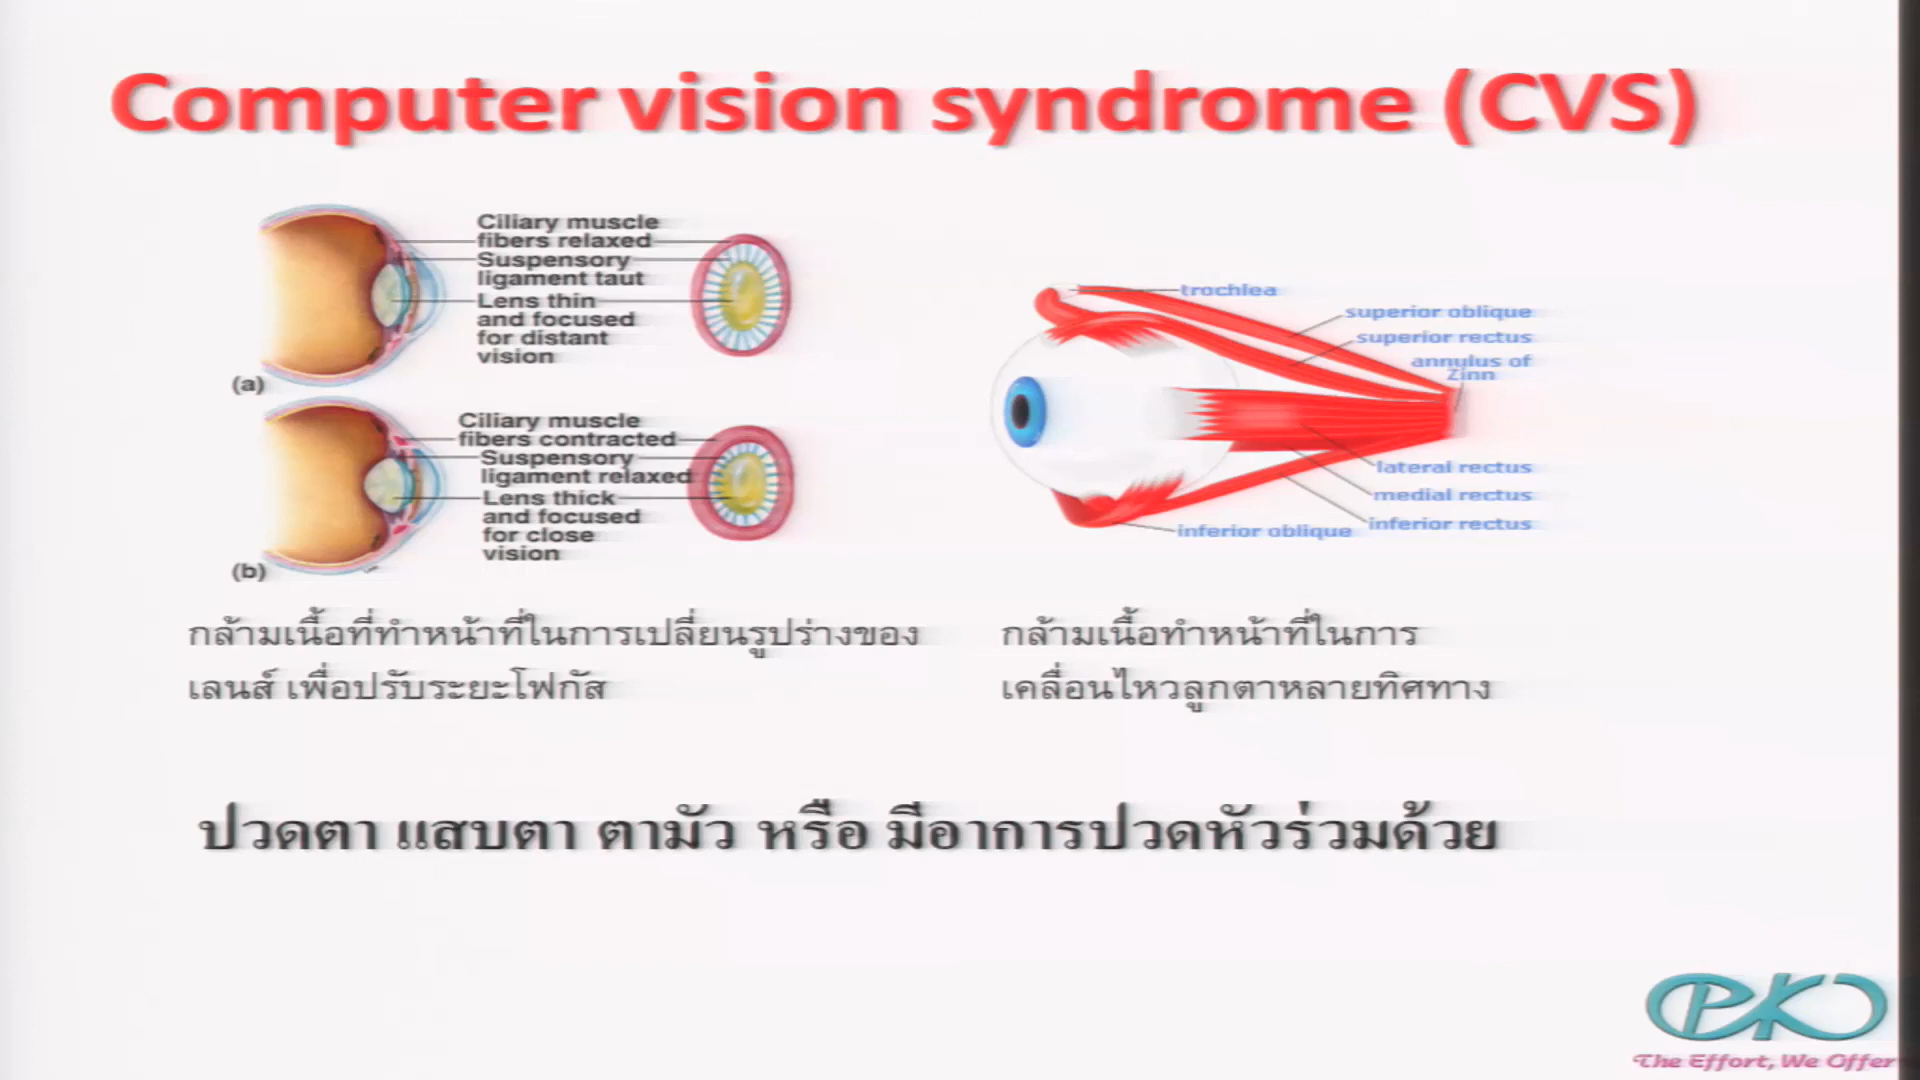 Computer vision syndrome (CVS)
Ciliary muscle
fibers relaxed
Suspensory
ligament taut
Lens thin
and focused
for distant
vision
(a)
Ciliary muscle
fibers contracted
Suspensory
ligament relaxed
Lens thick
and focused
for close
vision
(b)
trochlea
superior oblique
superior rectus
annulus of
Zinn
lateral rectus
medial rectus
inferior rectus
inferior oblique
กล้ามเนื้อที่ทำหน้าที่ในการเปลี่ยนรูปร่างของ
เลนส์ เพื่อปรับระยะโฟกัส
กล้ามเนื้อทำหน้าที่ในการ
เคลื่อนไหวลูกตาหลายทิศทาง
ปวดตา แสบตา ตามัว หรือ มีอาการปวดหัวร่วมด้วย
PKO
The Effort, We Offer